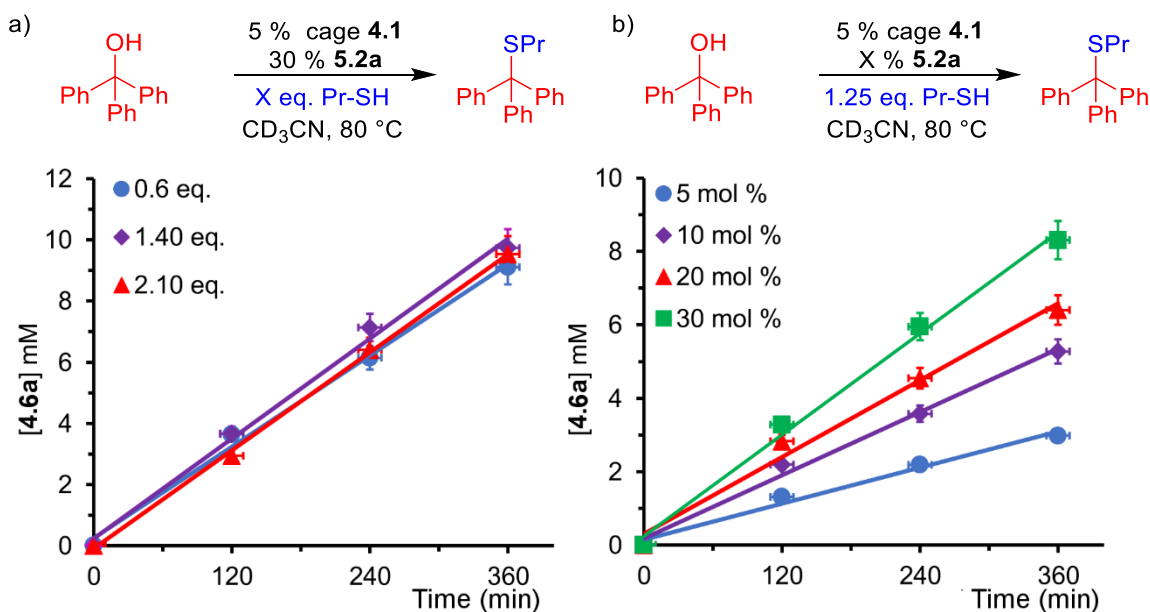 a)
OH
Ph
Ph
Ph
5 % cage 4.1
30 % 5.2a
X eq. Pr-SH
CD₃CN, 80 °C
SPr
Ph
Ph
Ph
12
10
8
6
4
2
0
[4.6a] mM
0.6 eq.
1.40 eq.
2.10 eq.
0
120
240
360
Time (min)
b)
OH
Ph
Ph
Ph
5 % cage 4.1
X % 5.2a
1.25 eq. Pr-SH
CD₃CN, 80 °C
SPr
Ph
Ph
Ph
10
8
6
4
2
0
[4.6a] mM
5 mol %
10 mol %
20 mol %
30 mol %
0
120
240
360
Time (min)